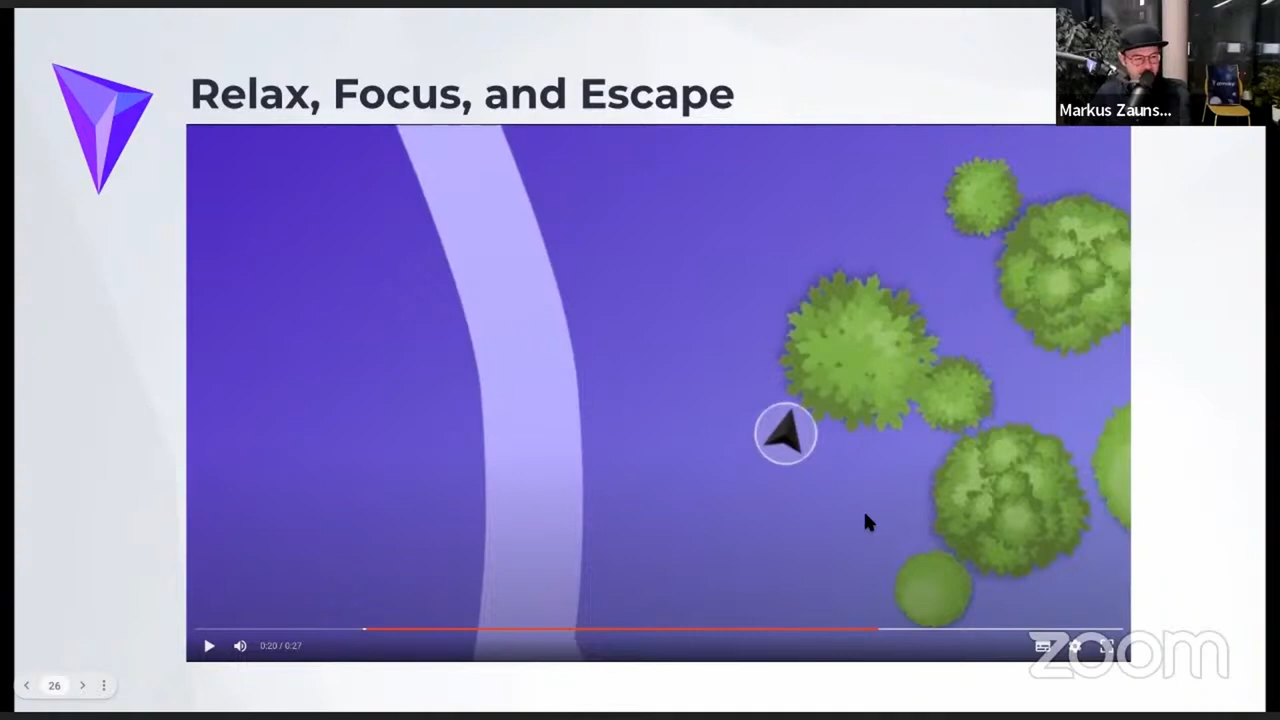 Relax, Focus, and Escape
Markus Zauns...
0:20 / 0:27
26
zoom